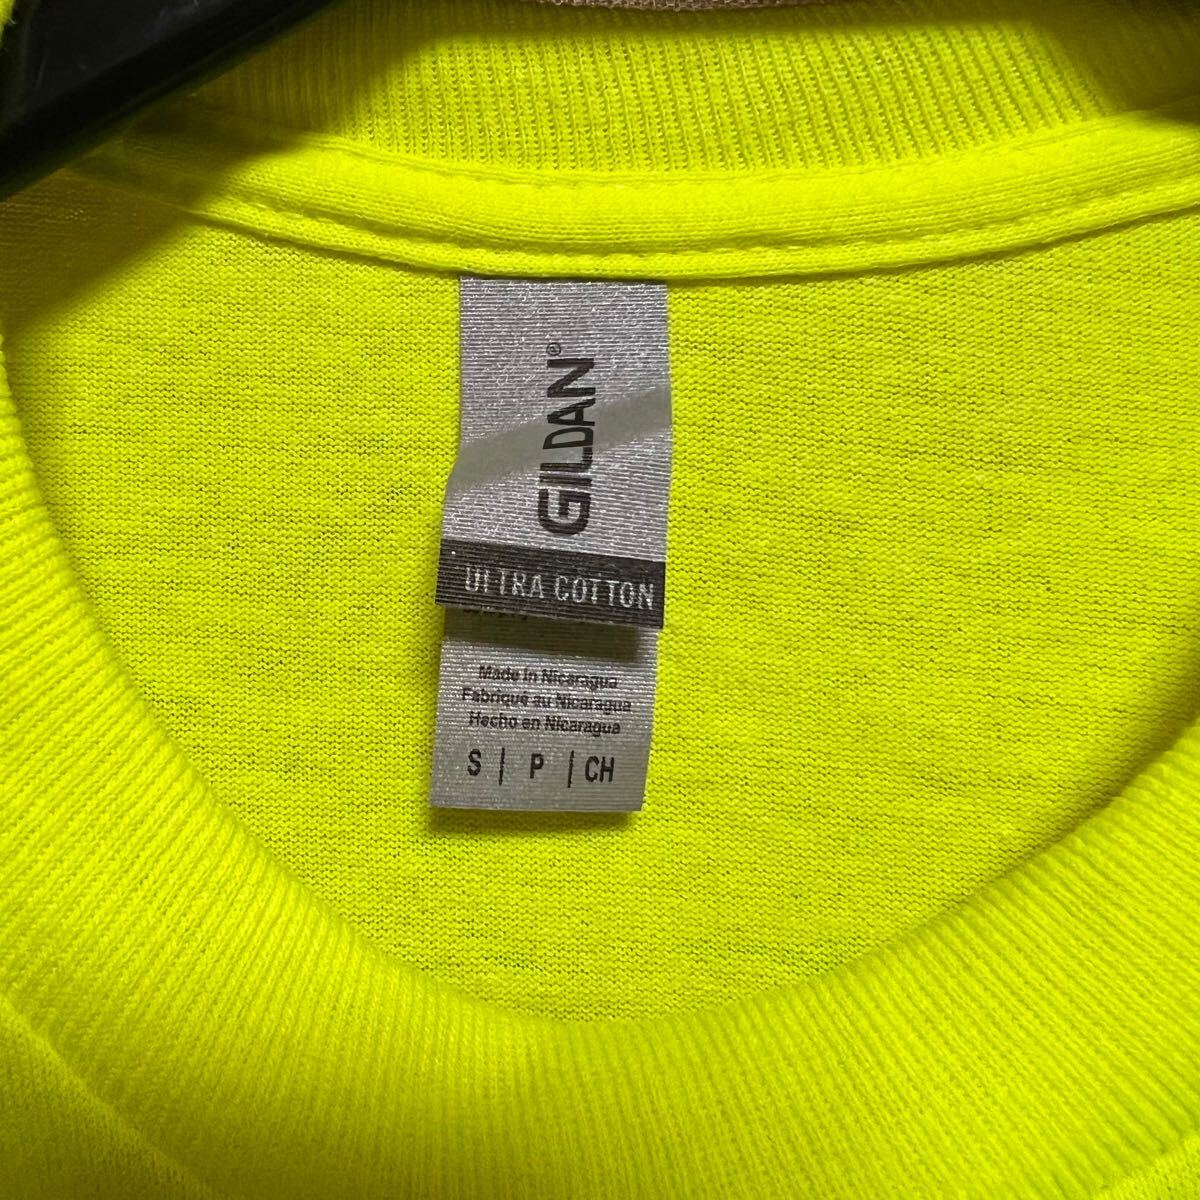 GILDAN®
ULTRA COTTON
Made in Nicaragua
Fabriqué au Nicaragua
Hecho en Nicaragua
S | P | CH